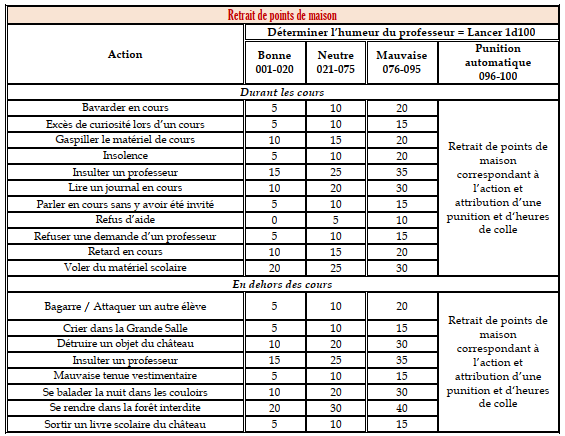 Retrait de points de maison
Action
Déterminer l'humeur du professeur = Lancer 1d100
Bonne 001-020
Neutre 021-075
Mauvaise 076-095
Punition automatique 096-100
Durant les cours
Bavarder en cours 5 10 20
Excès de curiosité lors d'un cours 5 10 15
Gaspiller le matériel de cours 10 15 20
Insolence 5 10 20
Insulter un professeur 15 25 35
Lire un journal en cours 10 20 30
Parler en cours sans y avoir été invité 5 10 15
Refus d'aide 0 5 10
Refuser une demande d'un professeur 5 10 15
Retard en cours 10 15 20
Voler du matériel scolaire 20 25 30
Retrait de points de
maison
correspondant à
l'action et
attribution d'une
punition et d'heures
de colle
En dehors des cours
Bagarre / Attaquer un autre élève 5 10 20
Crier dans la Grande Salle 5 10 15
Détruire un objet du château 10 20 30
Insulter un professeur 15 25 35
Mauvaise tenue vestimentaire 5 10 15
Se balader la nuit dans les couloirs 10 20 30
Se rendre dans la forêt interdite 20 30 40
Sortir un livre scolaire du château 5 10 15
Retrait de points de
maison
correspondant à
l'action et
attribution d'une
punition et d'heures
de colle